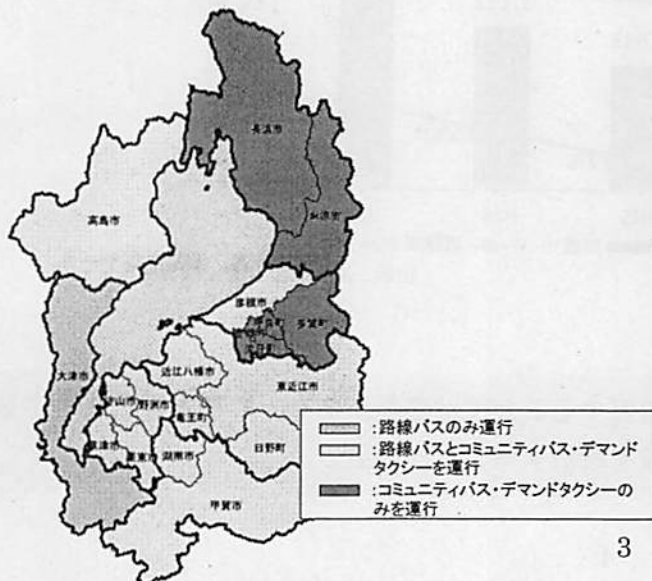 長浜市
米原市
高島市
彦根市
多賀町
大津市
近江八幡市
東近江市
守山市
野洲市
竜王町
草津市
栗東市
湖南市
日野町
甲賀市
:路線バスのみ運行
:路線バスとコミュニティバス・デマンド
タクシーを運行
:コミュニティバス・デマンドタクシーの
みを運行
3